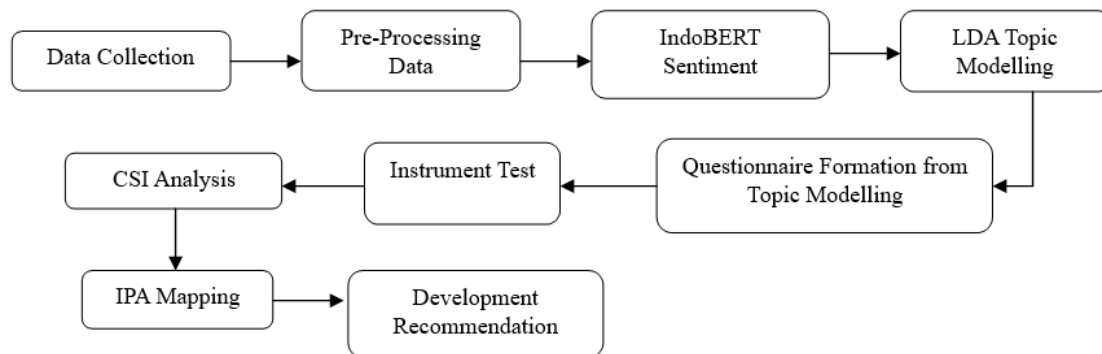 Data Collection
Pre-Processing
Data
IndoBERT
Sentiment
LDA Topic
Modelling
Questionnaire Formation from
Topic Modelling
Instrument Test
CSI Analysis
IPA Mapping
Development
Recommendation